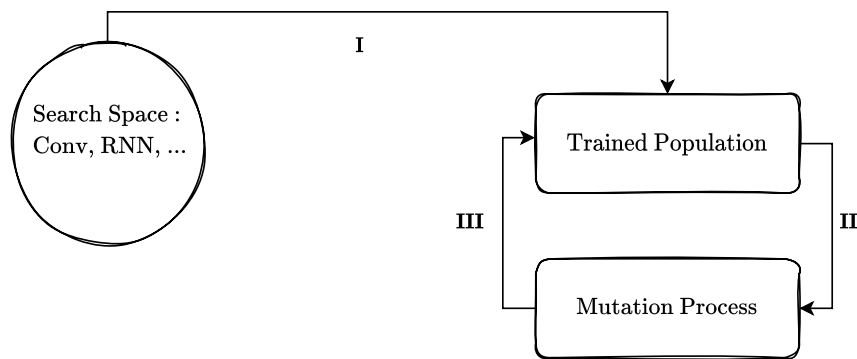 I
Search Space :
Conv, RNN, ...
Trained Population
III
II
Mutation Process